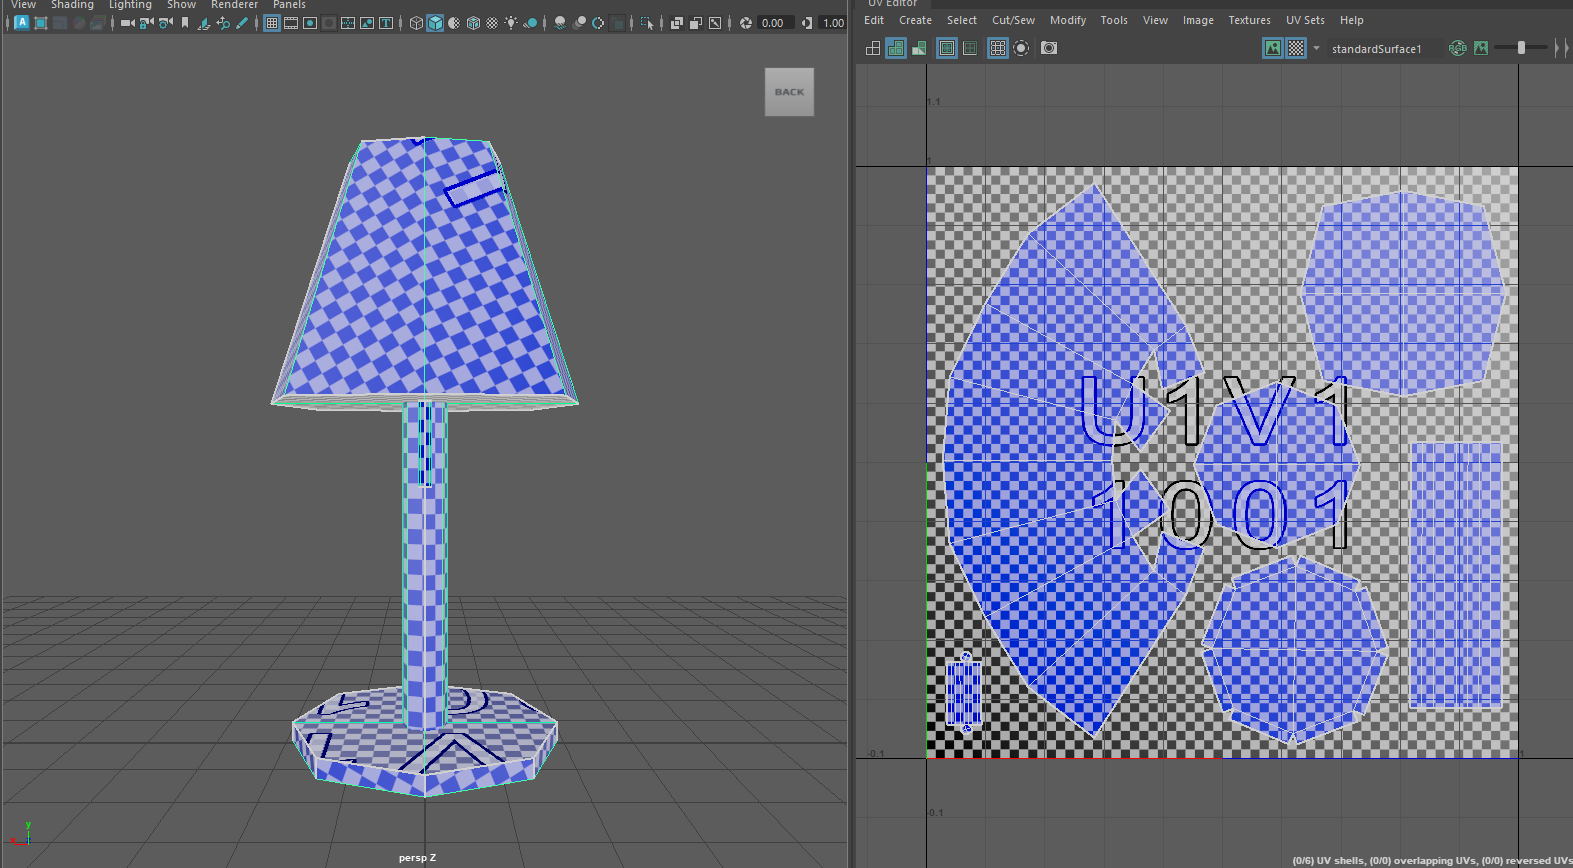 View Shading Lighting Show Renderer Panels
0.00 1.00
BACK
persp Z
y
UV Editor
Edit Create Select Cut/Sew Modify Tools View Image Textures UV Sets Help
standardSurface1
RGB
1.1
1
U1V1
1001
-0.1 1
-0.1
(0/6) UV shells, (0/0) overlapping UVs, (0/0) reversed UVs